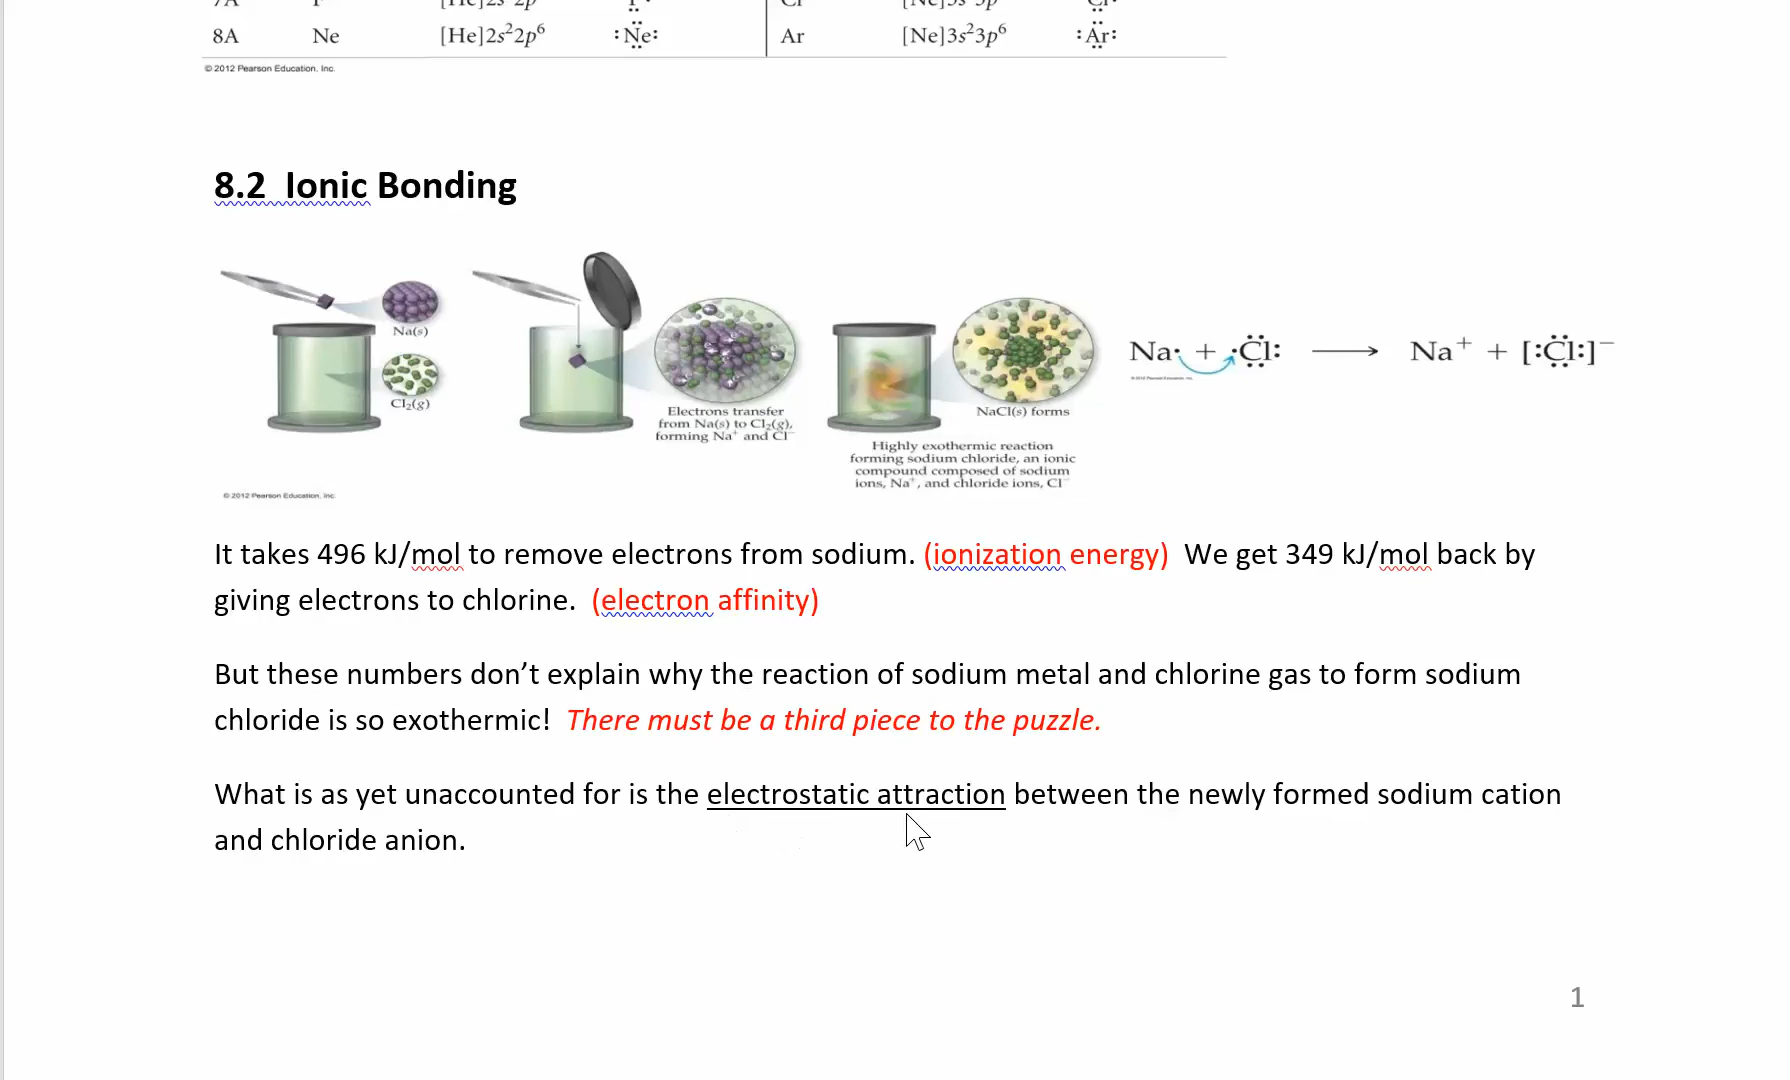 8A Ne [He]2s²2p⁶ :N̤̈e: Ar [Ne]3s²3p⁶ :Ä̤r:
© 2012 Pearson Education, Inc.
8.2 Ionic Bonding
Na(s)
Cl₂(g)
Electrons transfer
from Na(s) to Cl₂(g),
forming Na⁺ and Cl⁻
NaCl(s) forms
Highly exothermic reaction
forming sodium chloride, an ionic
compound composed of sodium
ions, Na⁺, and chloride ions, Cl⁻
Na· + ·C̤̈l: ⟶ Na⁺ + [:C̤̈l:]⁻
© 2012 Pearson Education, Inc.
© 2012 Pearson Education, Inc.
It takes 496 kJ/mol to remove electrons from sodium. (ionization energy) We get 349 kJ/mol back by
giving electrons to chlorine. (electron affinity)
But these numbers don’t explain why the reaction of sodium metal and chlorine gas to form sodium
chloride is so exothermic! There must be a third piece to the puzzle.
What is as yet unaccounted for is the electrostatic attraction between the newly formed sodium cation
and chloride anion.
1